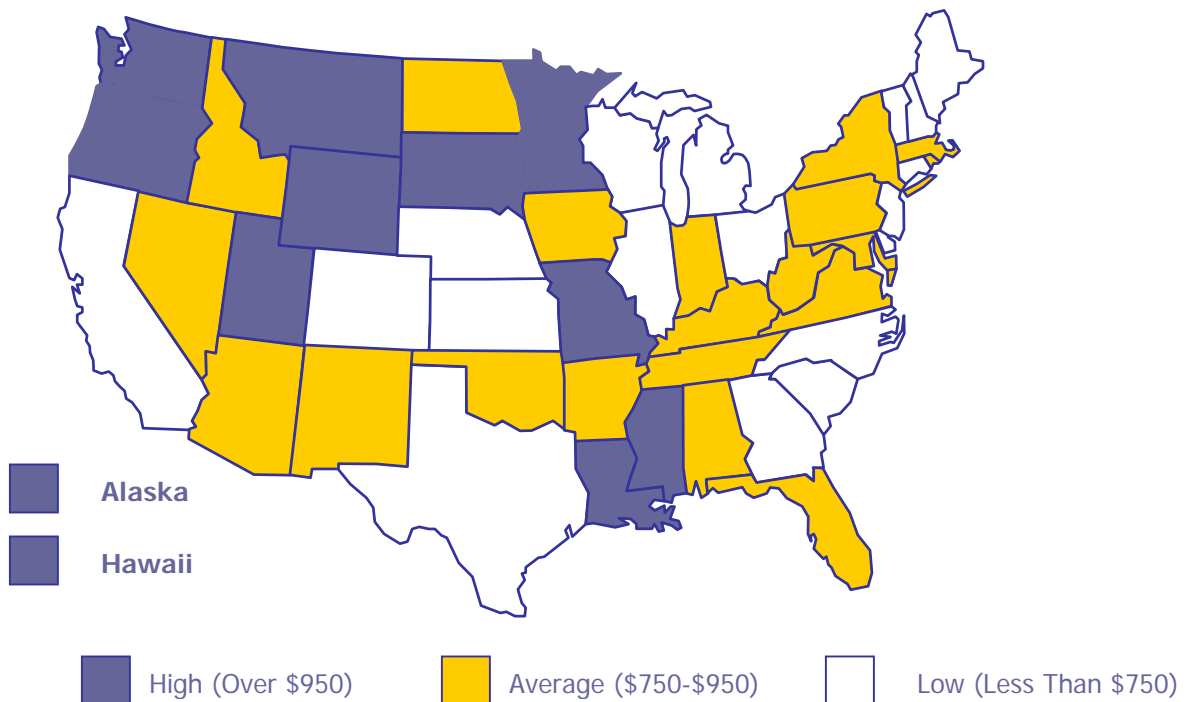 Alaska
Hawaii
High (Over $950)
Average ($750-$950)
Low (Less Than $750)